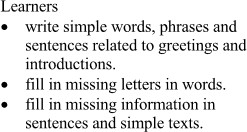 Learners
• write simple words, phrases and
sentences related to greetings and
introductions.
• fill in missing letters in words.
• fill in missing information in
sentences and simple texts.